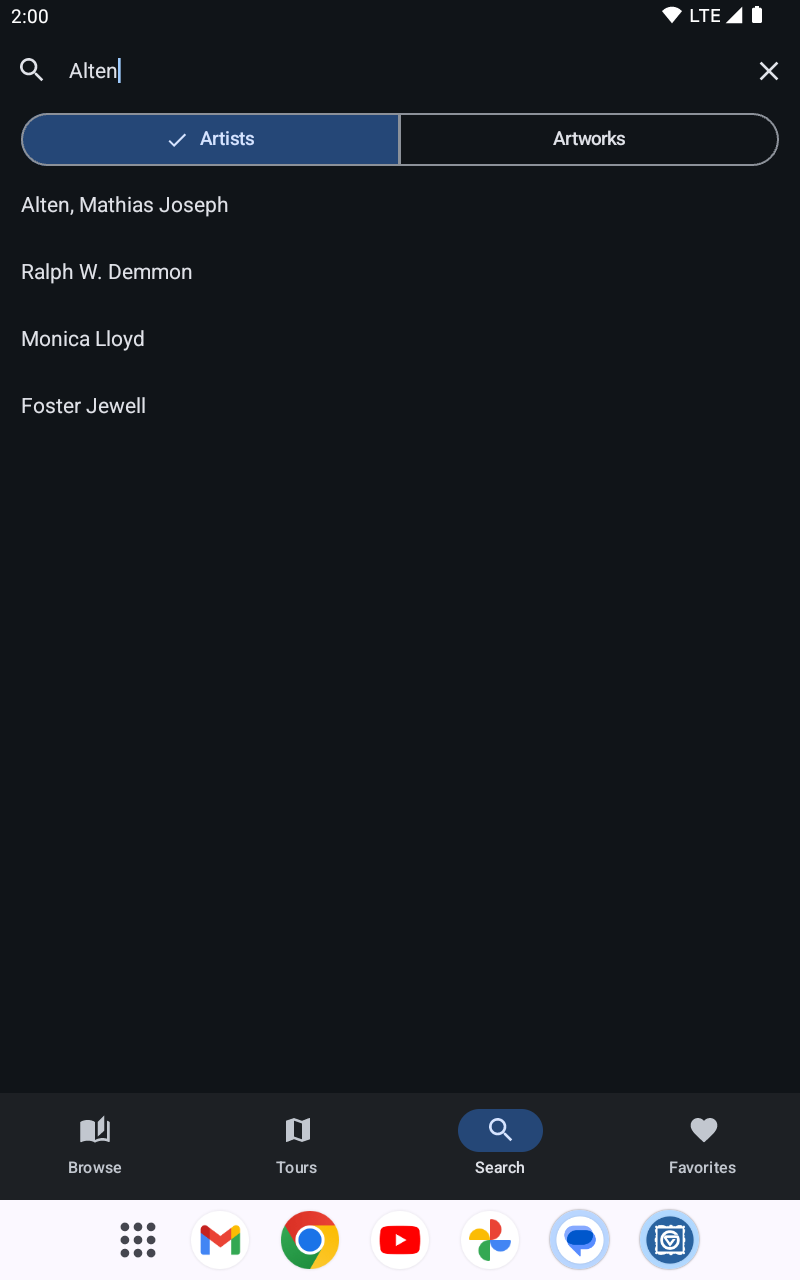 2:00
LTE
Alten
Artists
Artworks
Alten, Mathias Joseph
Ralph W. Demmon
Monica Lloyd
Foster Jewell
Browse
Tours
Search
Favorites